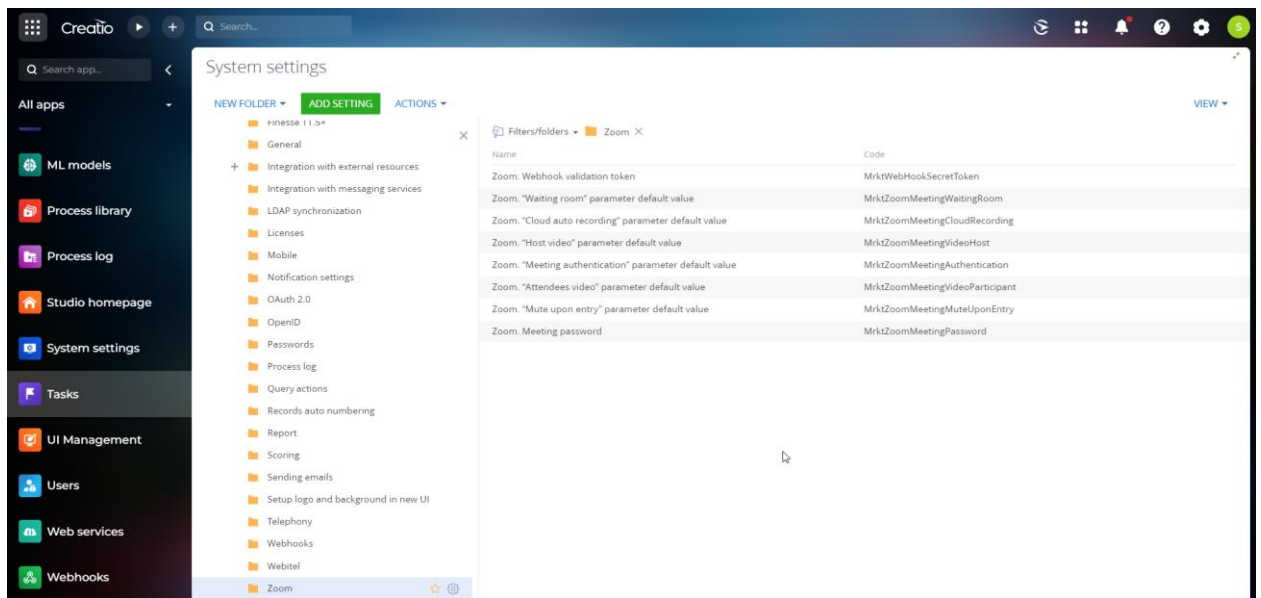 Creatio
Search...
S
Search app...
All apps
ML models
Process library
Process log
Studio homepage
System settings
Tasks
UI Management
Users
Web services
Webhooks
System settings
NEW FOLDER
ADD SETTING
ACTIONS
VIEW
Finesse 11.5+
General
Integration with external resources
Integration with messaging services
LDAP synchronization
Licenses
Mobile
Notification settings
OAuth 2.0
OpenID
Passwords
Process log
Query actions
Records auto numbering
Report
Scoring
Sending emails
Setup logo and background in new UI
Telephony
Webhooks
Webitel
Zoom
Filters/folders Zoom
Name Code
Zoom. Webhook validation token MrktWebHookSecretToken
Zoom. "Waiting room" parameter default value MrktZoomMeetingWaitingRoom
Zoom. "Cloud auto recording" parameter default value MrktZoomMeetingCloudRecording
Zoom. "Host video" parameter default value MrktZoomMeetingVideoHost
Zoom. "Meeting authentication" parameter default value MrktZoomMeetingAuthentication
Zoom. "Attendees video" parameter default value MrktZoomMeetingVideoParticipant
Zoom. "Mute upon entry" parameter default value MrktZoomMeetingMuteUponEntry
Zoom. Meeting password MrktZoomMeetingPassword